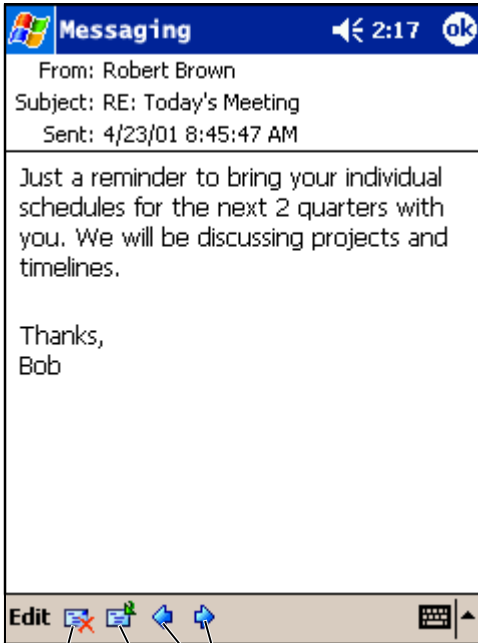 Messaging 2:17 ok
From: Robert Brown
Subject: RE: Today's Meeting
Sent: 4/23/01 8:45:47 AM
Just a reminder to bring your individual
schedules for the next 2 quarters with
you. We will be discussing projects and
timelines.
Thanks,
Bob
Edit